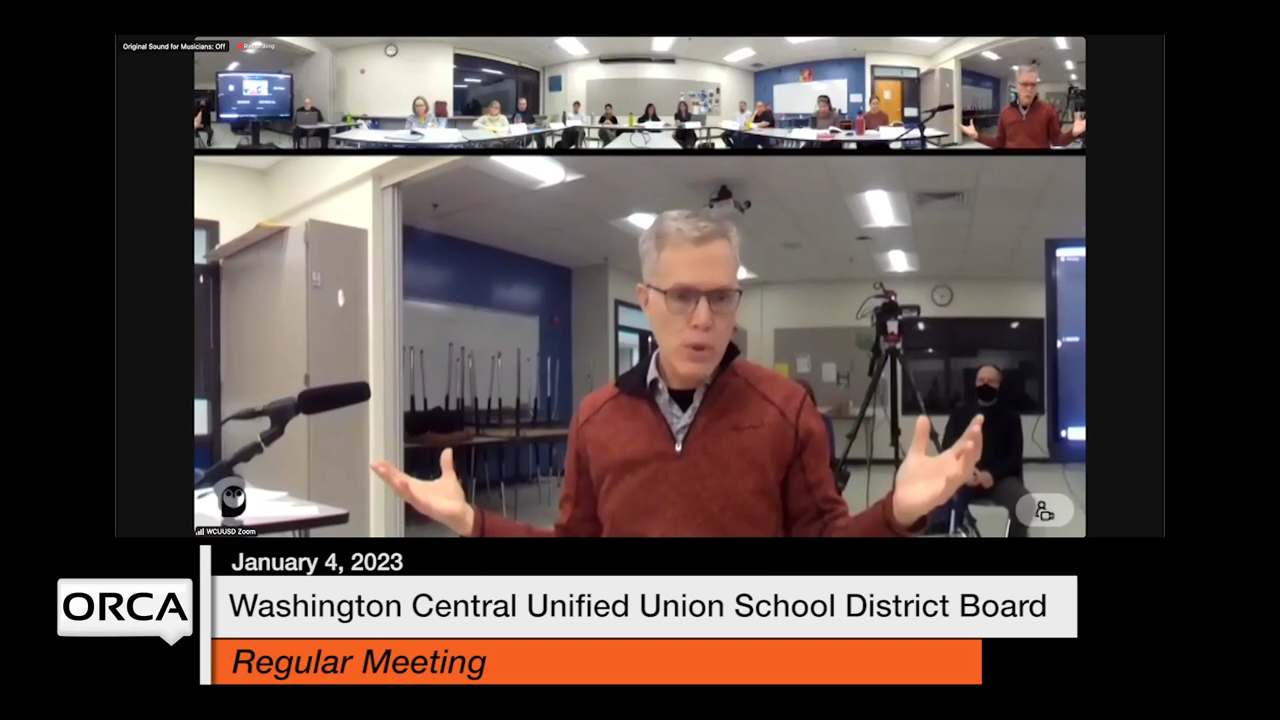 Original Sound for Musicians: Off
Recording
WCUUSD Zoom
January 4, 2023
ORCA
Washington Central Unified Union School District Board
Regular Meeting